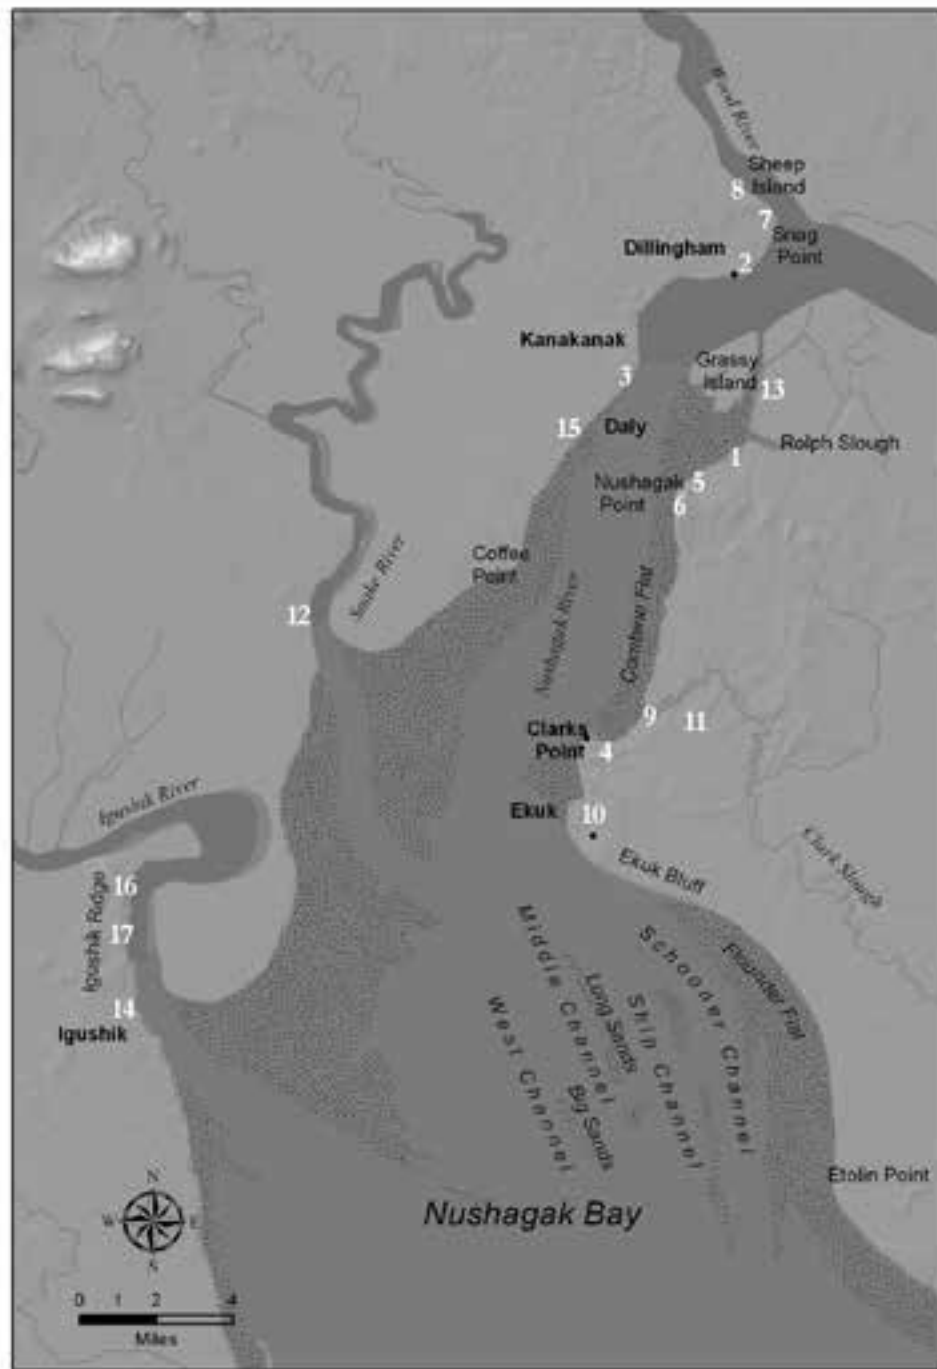 Wood River
Sheep
Island
8
7
Snag
Point
Dillingham
2
Kanakanak
3
Grassy
Island
13
15
Daly
Rolph Slough
1
Nushagak
Point
5
6
Coffee
Point
Snake River
12
Nushagak River
Combine Flat
9
11
Clarks
Point
4
Igushik River
Ekuk
10
Ekuk Bluff
Clark Slough
16
Igushik Ridge
17
14
Igushik
Middle Channel
Long Sands
Schooder Channel
Flounder Flat
West Channel
Big Sands
Ship Channel
Etolin Point
Nushagak Bay
N
W
E
S
0 1 2 4
Miles